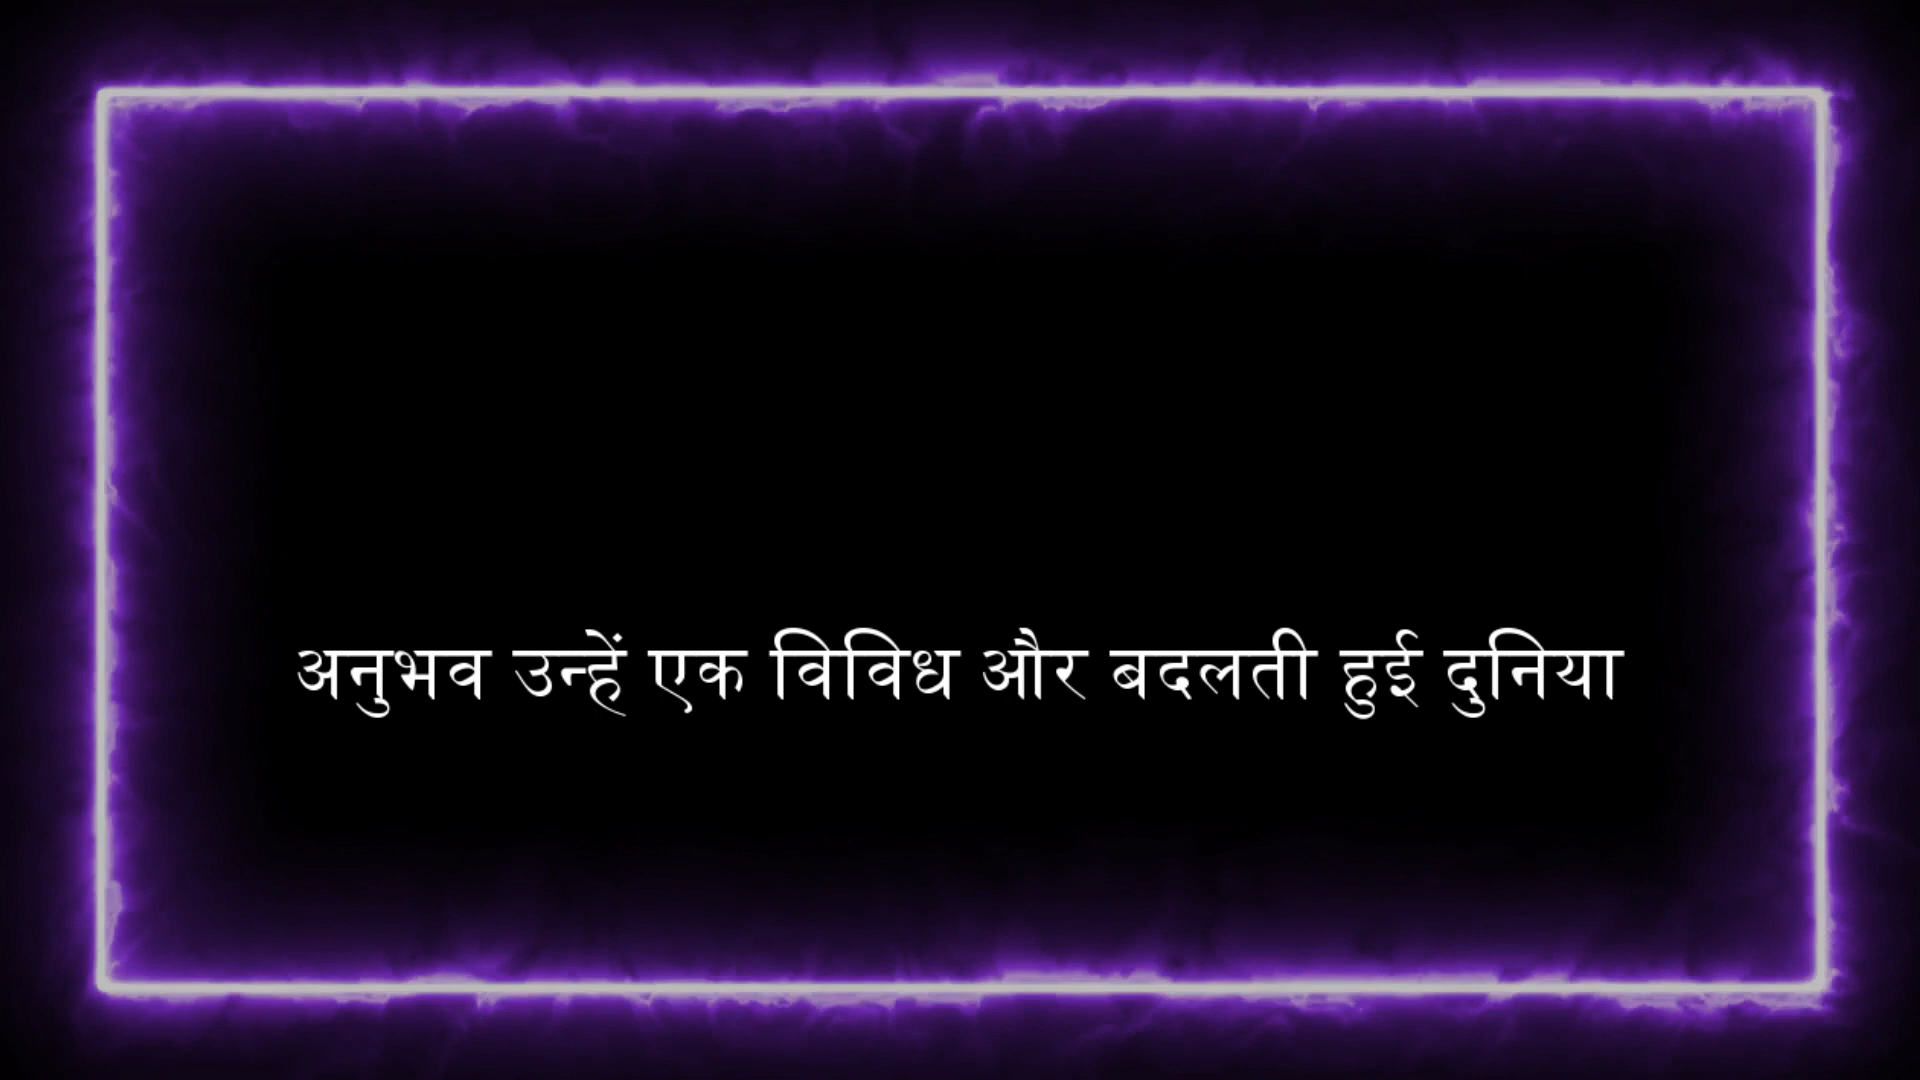 अनुभव उन्हें एक विविध और बदलती हुई दुनिया